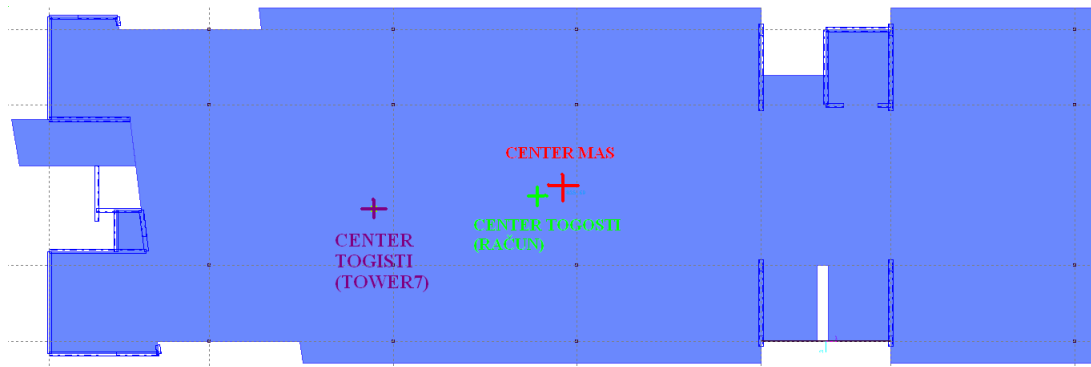 CENTER MAS
CENTER TOGOSTI
(RAČUN)
CENTER
TOGISTI
(TOWER7)